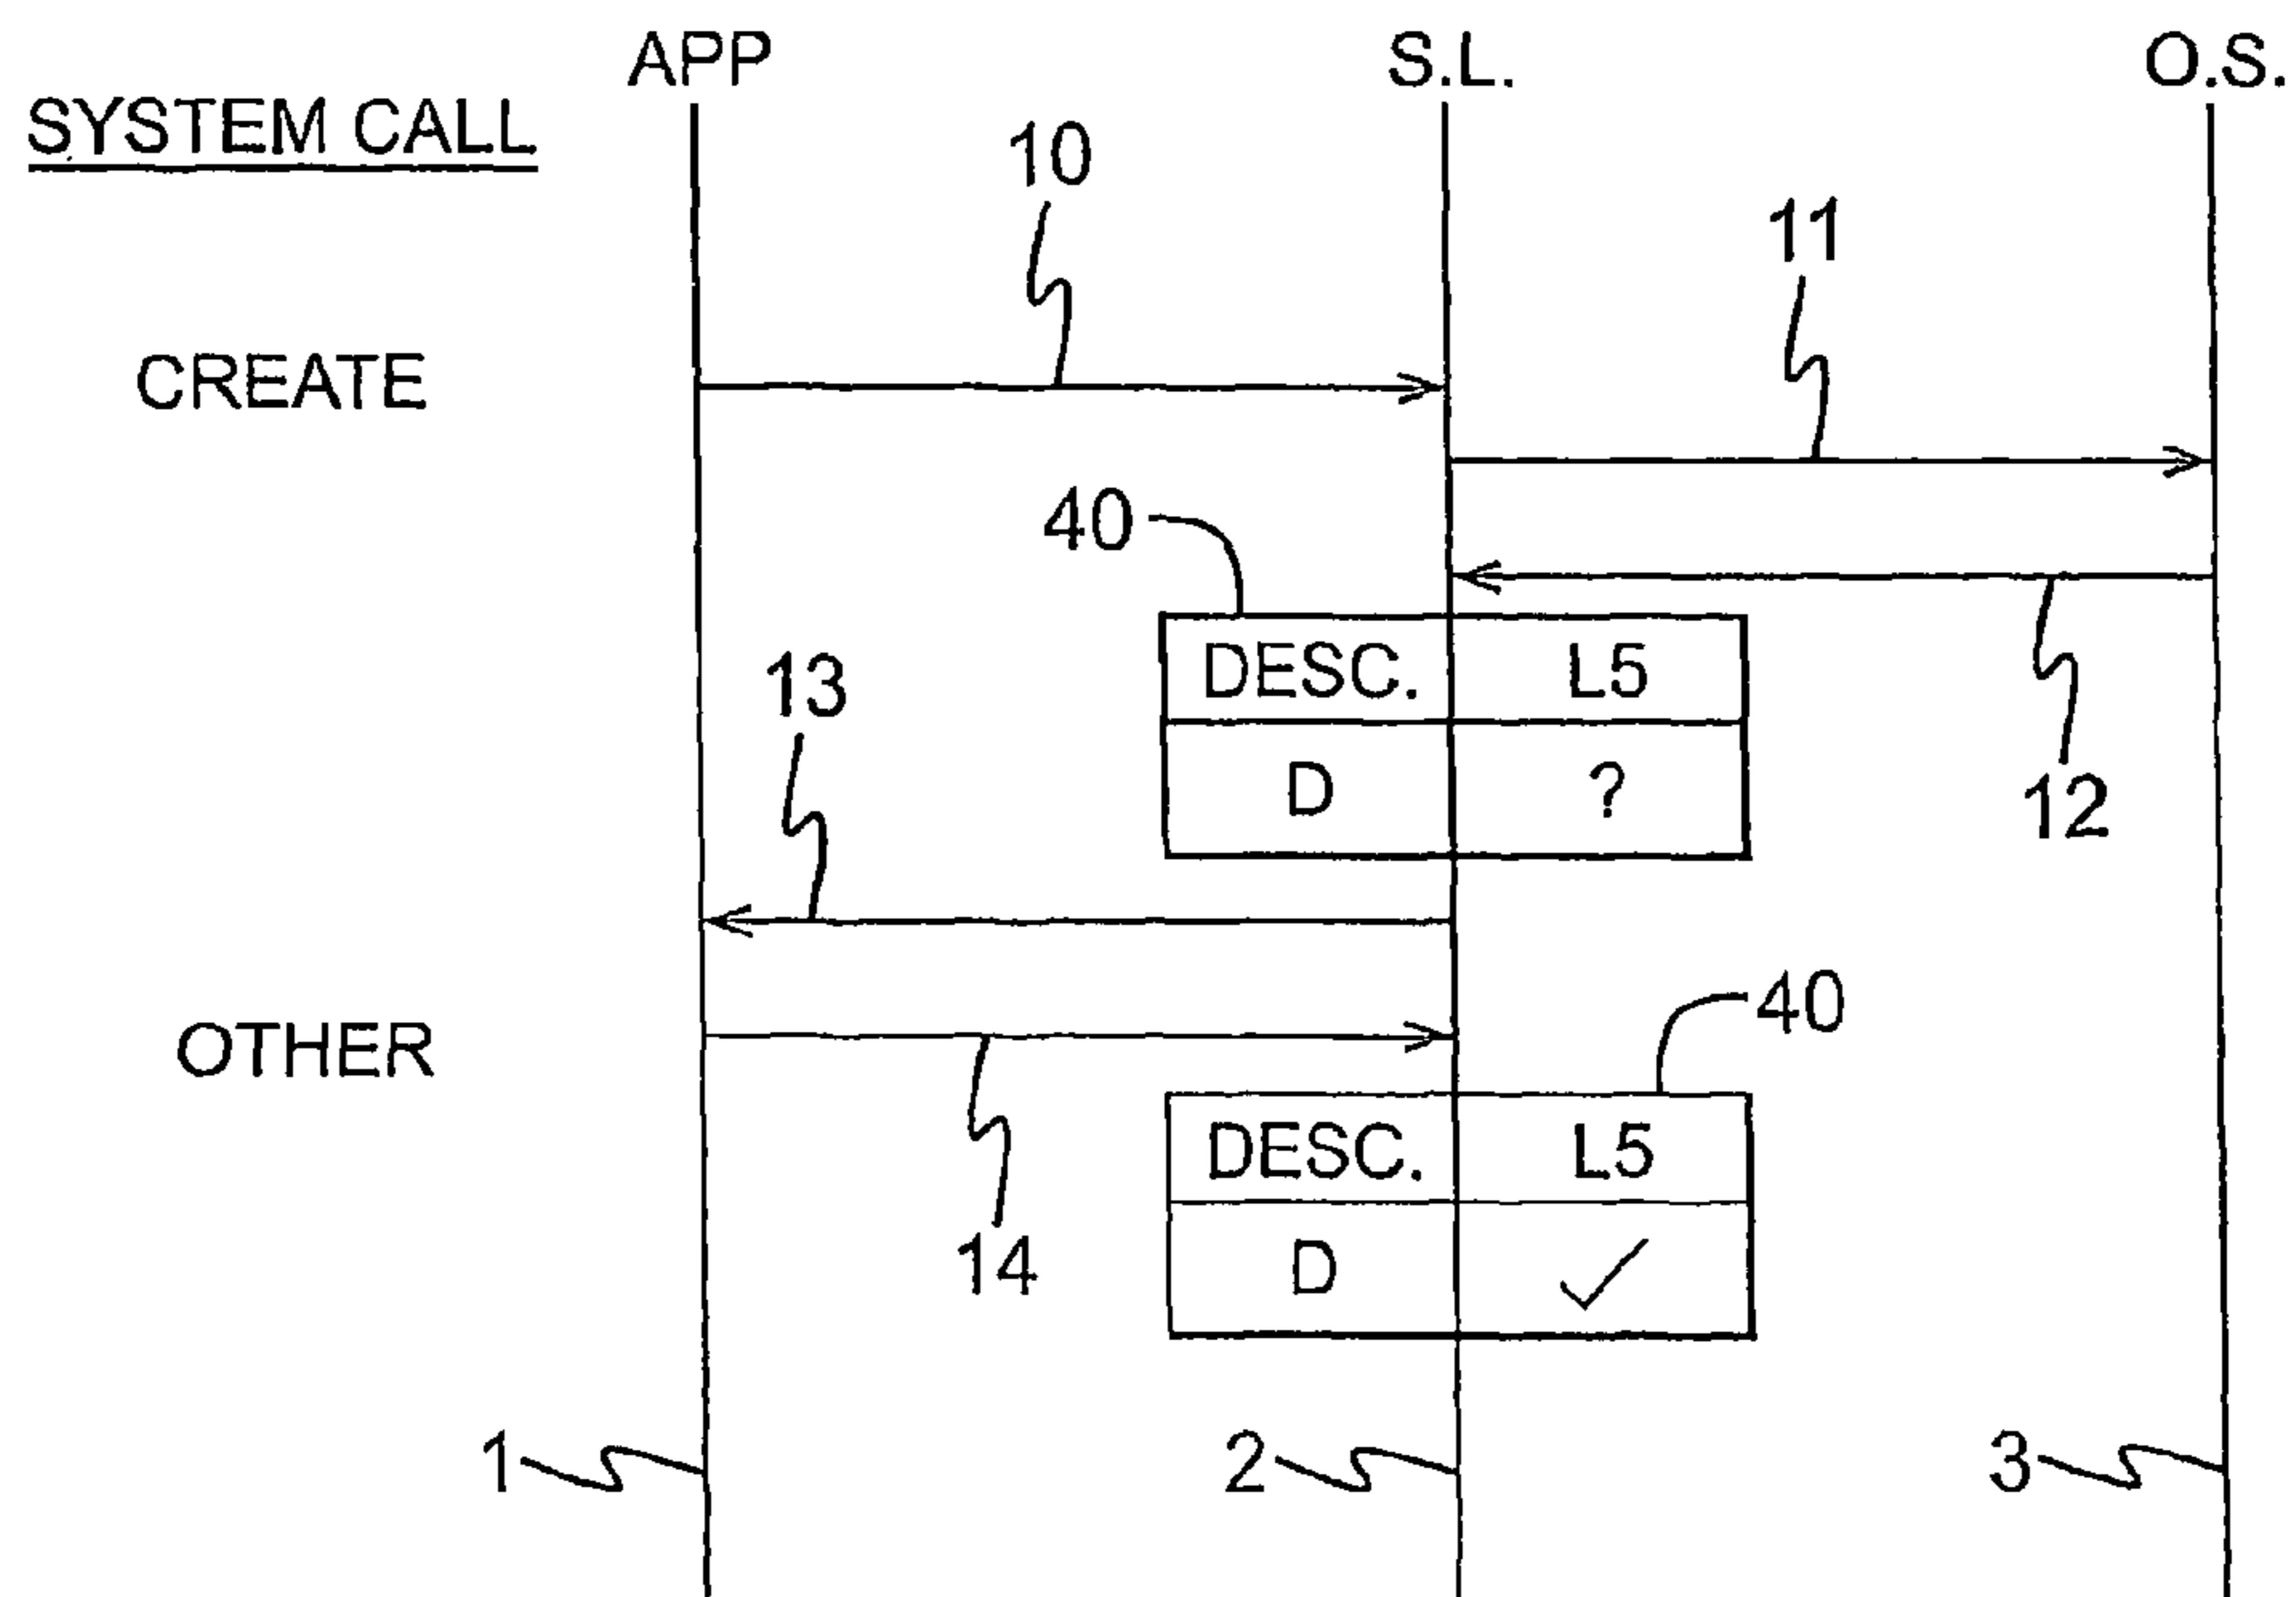 APP S.L. O.S.
SYSTEM CALL
10
11
CREATE
40
DESC. L5
13
D ?
12
40
OTHER
DESC. L5
14
D ✓
1 2 3